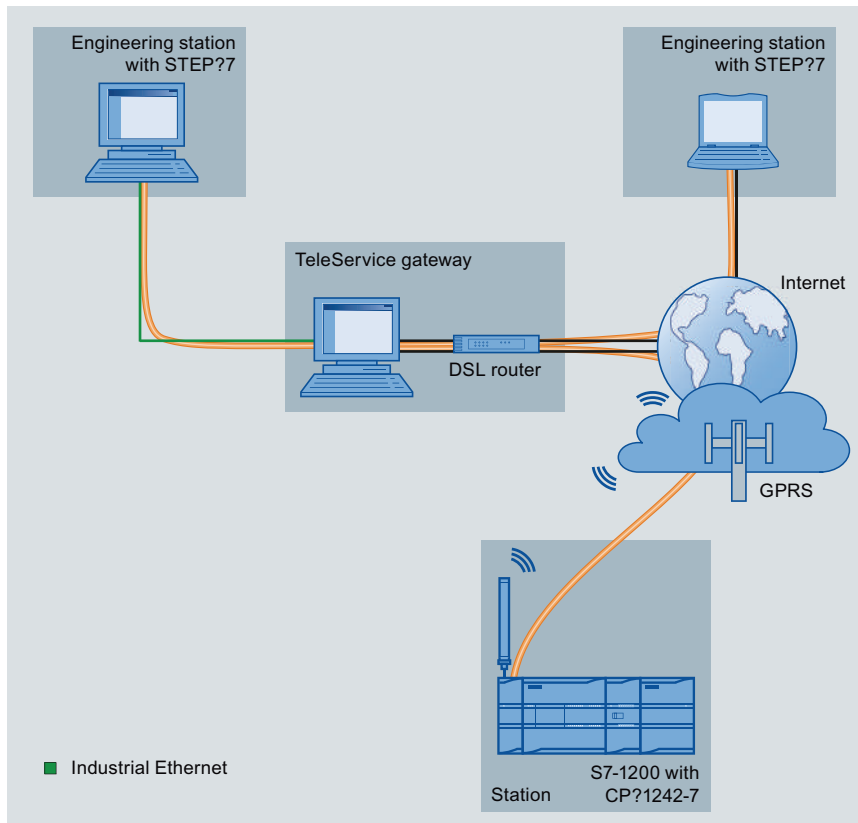 Engineering station
with STEP?7
Engineering station
with STEP?7
TeleService gateway
Internet
DSL router
GPRS
Industrial Ethernet
Station
S7-1200 with
CP?1242-7